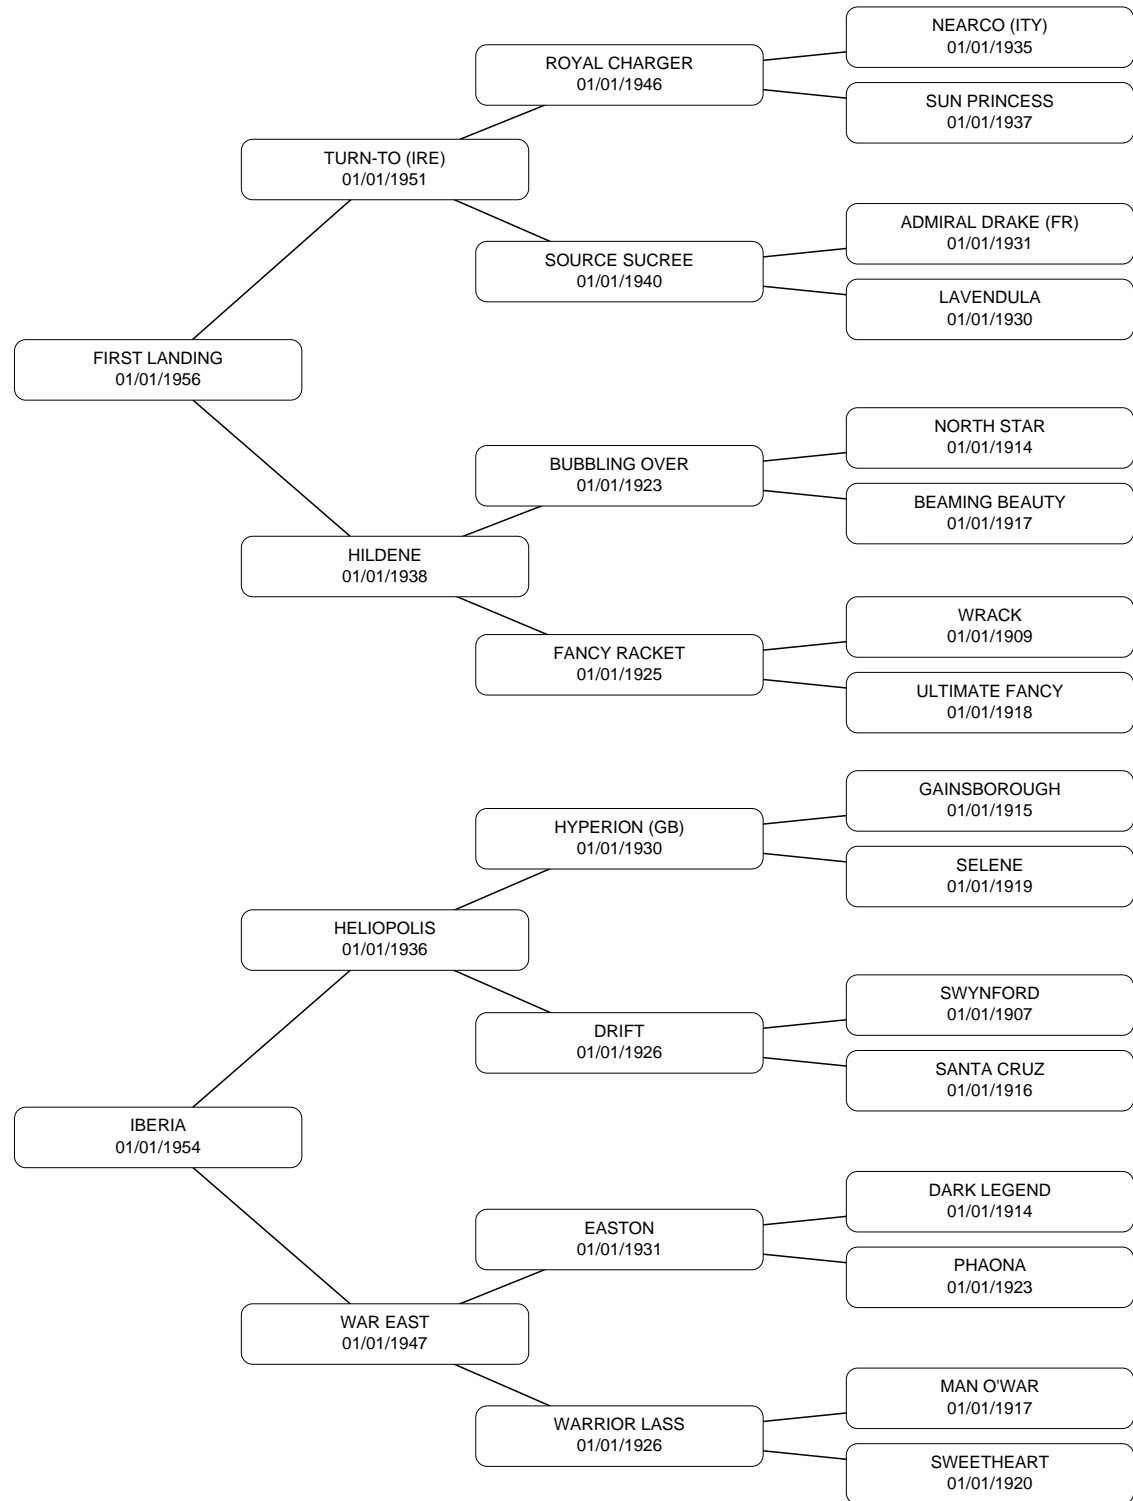 NEARCO (ITY)
01/01/1935
ROYAL CHARGER
01/01/1946
SUN PRINCESS
01/01/1937
TURN-TO (IRE)
01/01/1951
ADMIRAL DRAKE (FR)
01/01/1931
SOURCE SUCREE
01/01/1940
LAVENDULA
01/01/1930
FIRST LANDING
01/01/1956
NORTH STAR
01/01/1914
BUBBLING OVER
01/01/1923
BEAMING BEAUTY
01/01/1917
HILDENE
01/01/1938
WRACK
01/01/1909
FANCY RACKET
01/01/1925
ULTIMATE FANCY
01/01/1918
GAINSBOROUGH
01/01/1915
HYPERION (GB)
01/01/1930
SELENE
01/01/1919
HELIOPOLIS
01/01/1936
SWYNFORD
01/01/1907
DRIFT
01/01/1926
SANTA CRUZ
01/01/1916
IBERIA
01/01/1954
DARK LEGEND
01/01/1914
EASTON
01/01/1931
PHAONA
01/01/1923
WAR EAST
01/01/1947
MAN O'WAR
01/01/1917
WARRIOR LASS
01/01/1926
SWEETHEART
01/01/1920